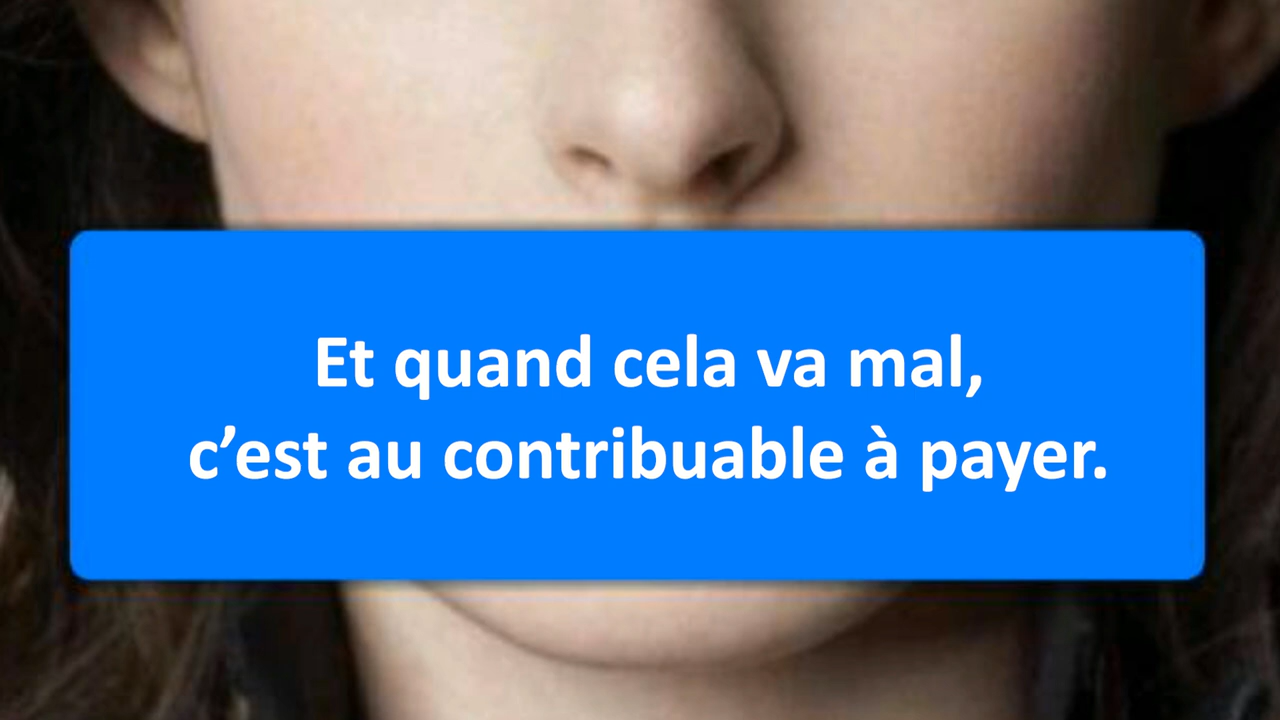 Et quand cela va mal,
c’est au contribuable à payer.